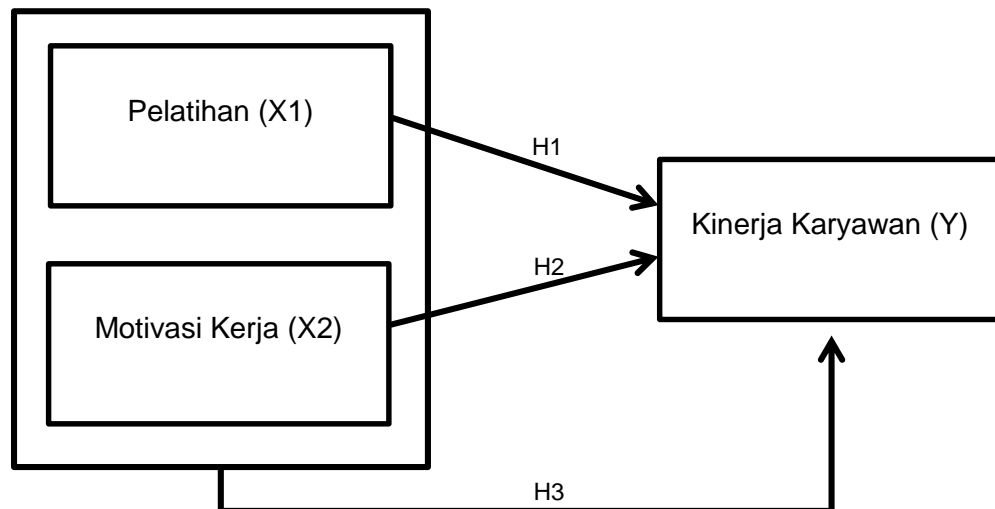 Pelatihan (X1)
H1
Kinerja Karyawan (Y)
H2
Motivasi Kerja (X2)
H3